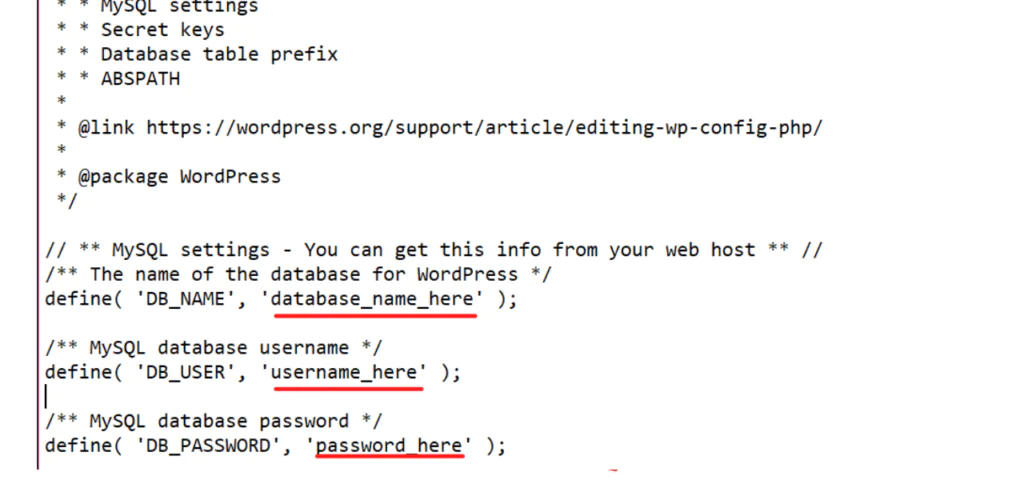 * * MySQL settings
* * Secret keys
* * Database table prefix
* * ABSPATH
*
* @link https://wordpress.org/support/article/editing-wp-config-php/
*
* @package WordPress
*/
// ** MySQL settings - You can get this info from your web host ** //
/** The name of the database for WordPress */
define( 'DB_NAME', 'database_name_here' );
/** MySQL database username */
define( 'DB_USER', 'username_here' );
/** MySQL database password */
define( 'DB_PASSWORD', 'password_here' );